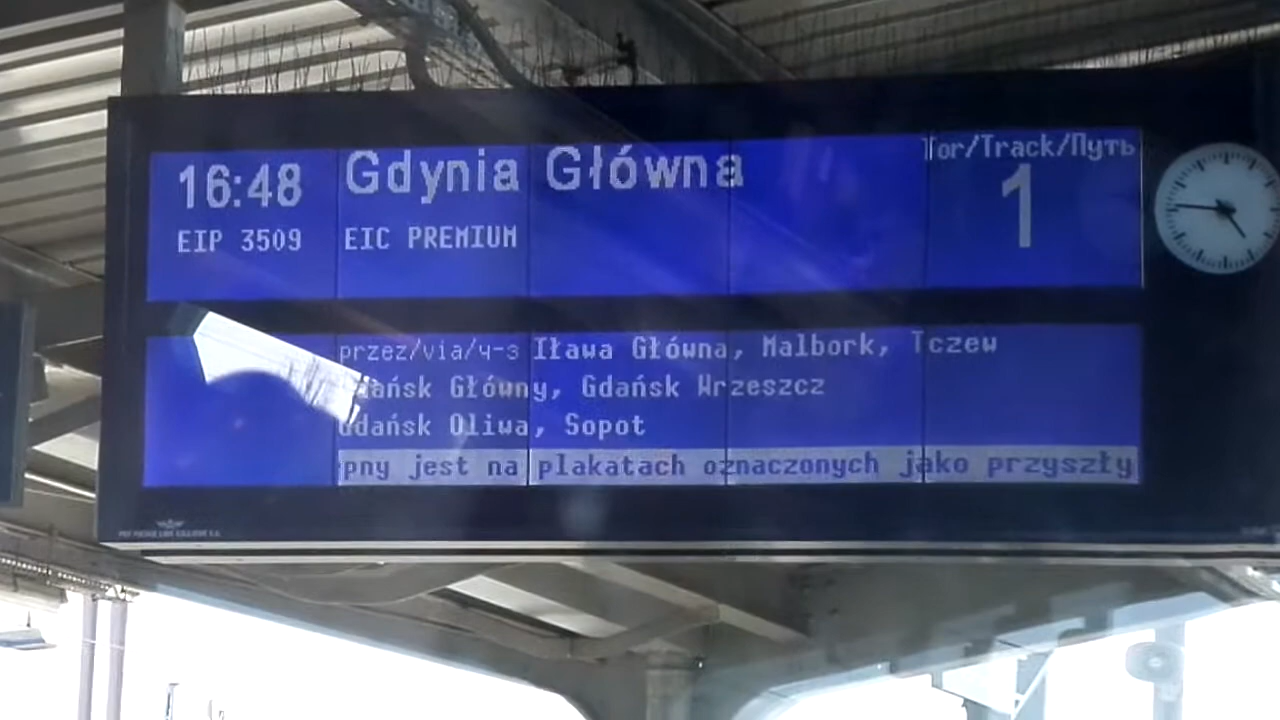 Tor/Track/Путь
16:48 Gdynia Główna 1
EIP 3509 EIC PREMIUM
przez/via/ч-з Iława Główna, Malbork, Tczew
Gdańsk Główny, Gdańsk Wrzeszcz
Gdańsk Oliwa, Sopot
pny jest na plakatach oznaczonych jako przyszły